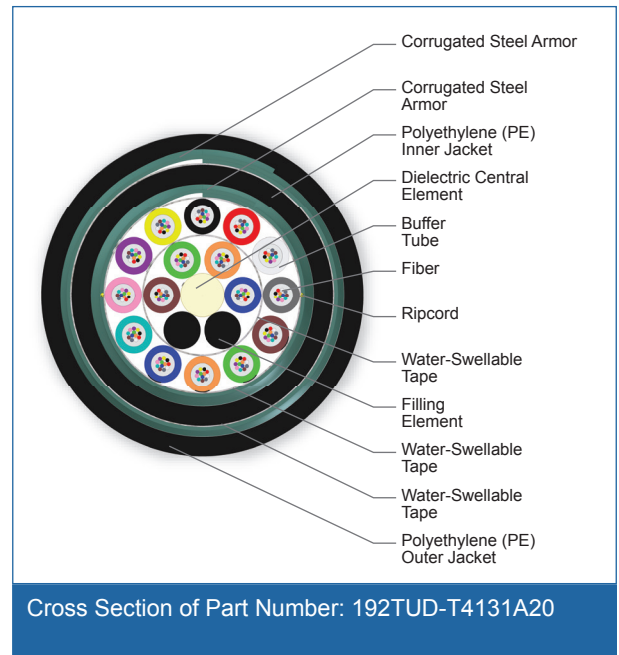 Corrugated Steel Armor
Corrugated Steel
Armor
Polyethylene (PE)
Inner Jacket
Dielectric Central
Element
Buffer
Tube
Fiber
Ripcord
Water-Swellable
Tape
Filling
Element
Water-Swellable
Tape
Water-Swellable
Tape
Polyethylene (PE)
Outer Jacket
Cross Section of Part Number: 192TUD-T4131A20